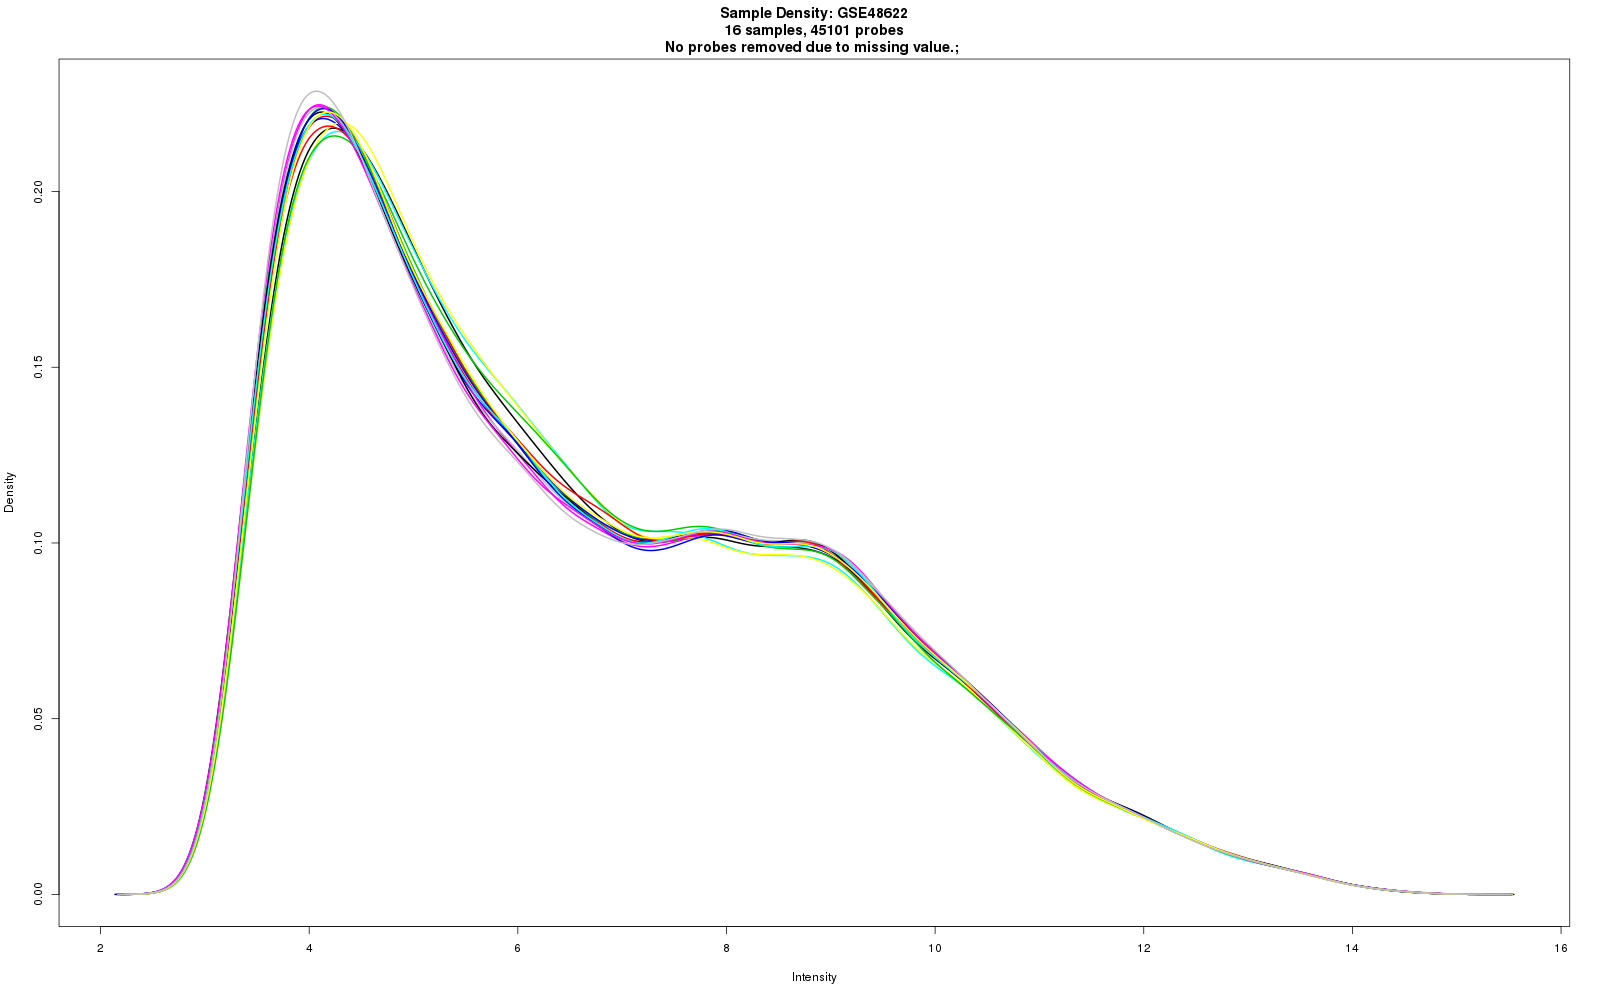 Sample Density: GSE48622
16 samples, 45101 probes
No probes removed due to missing value.;
Density
0.20
0.15
0.10
0.05
0.00
2 4 6 8 10 12 14 16
Intensity